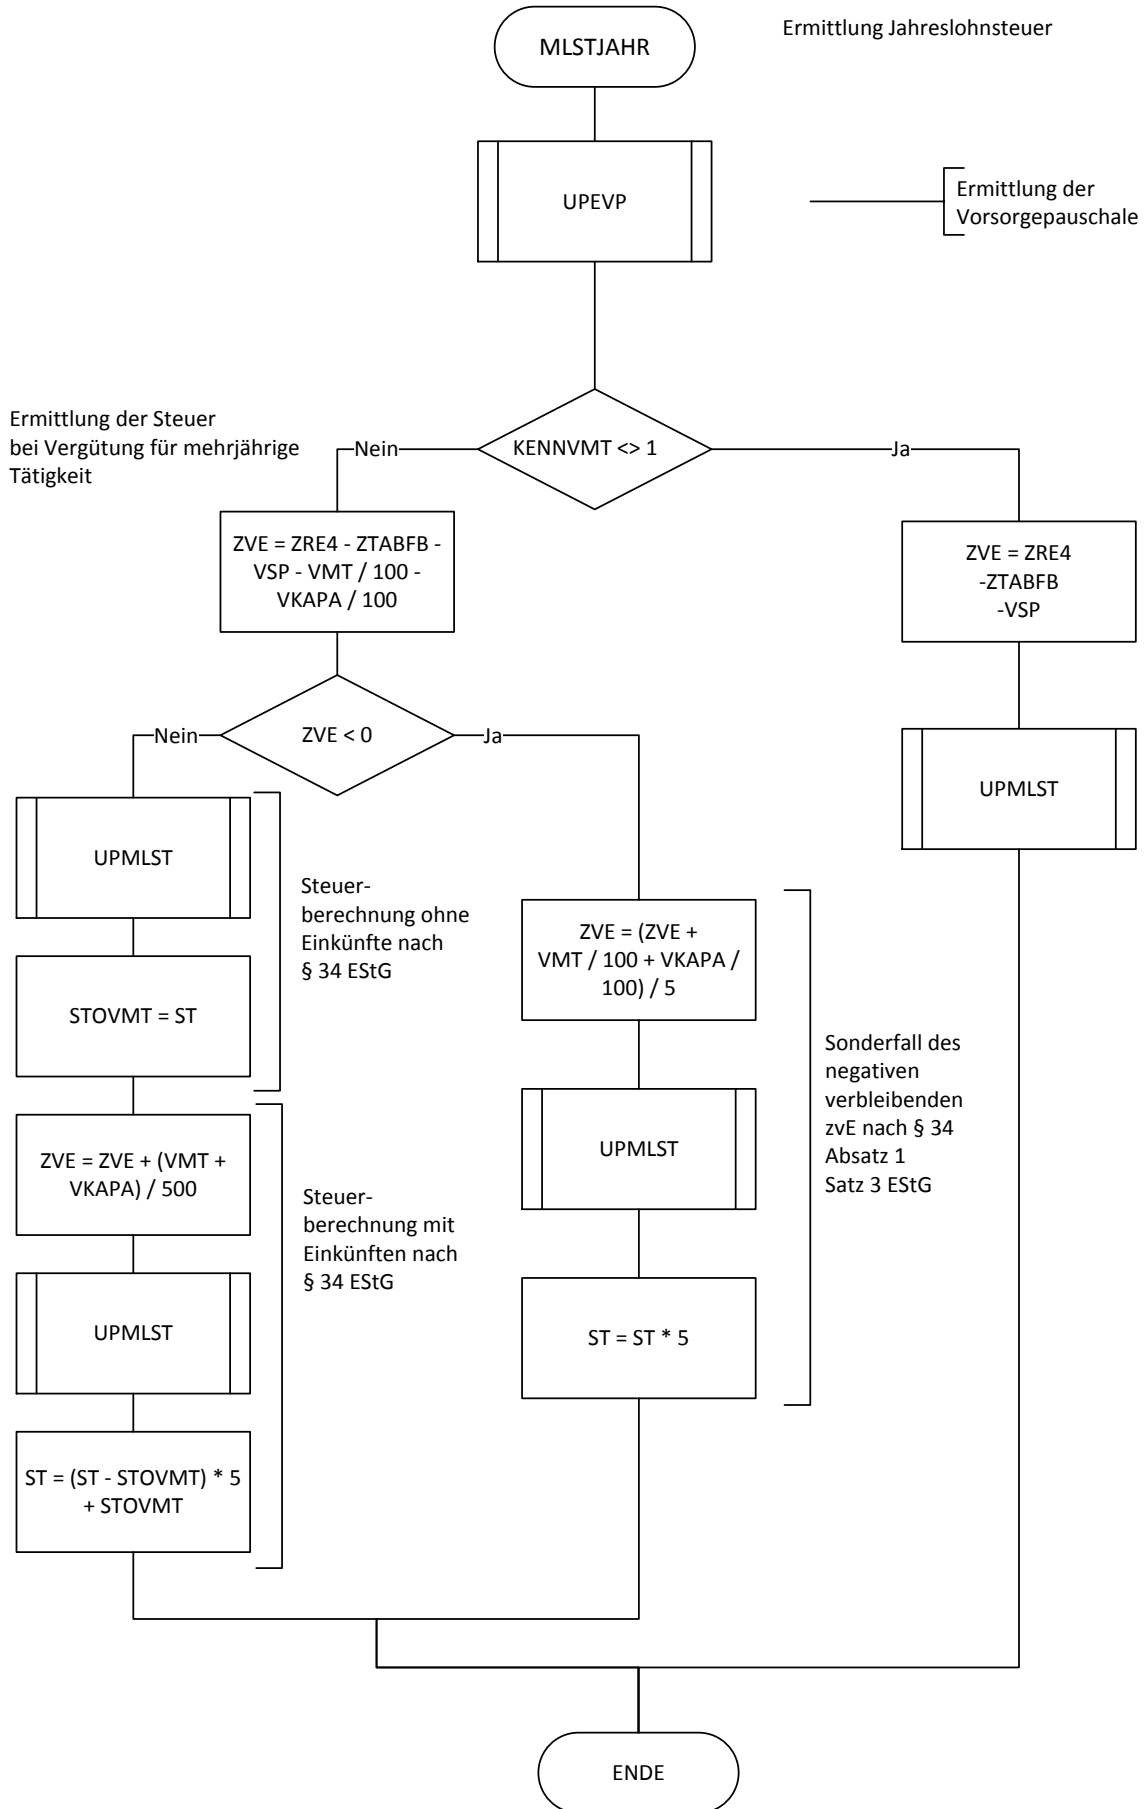 MLSTJAHR
Ermittlung Jahreslohnsteuer
UPEVP
Ermittlung der
Vorsorgepauschale
Ermittlung der Steuer
bei Vergütung für mehrjährige
Tätigkeit
Nein
KENNVMT <> 1
Ja
ZVE = ZRE4 - ZTABFB -
VSP - VMT / 100 -
VKAPA / 100
ZVE = ZRE4
-ZTABFB
-VSP
Nein
ZVE < 0
Ja
UPMLST
UPMLST
Steuer-
berechnung ohne
Einkünfte nach
§ 34 EStG
ZVE = (ZVE +
VMT / 100 + VKAPA /
100) / 5
STOVMT = ST
Sonderfall des
negativen
verbleibenden
zvE nach § 34
Absatz 1
Satz 3 EStG
UPMLST
ZVE = ZVE + (VMT +
VKAPA) / 500
Steuer-
berechnung mit
Einkünften nach
§ 34 EStG
UPMLST
ST = ST * 5
ST = (ST - STOVMT) * 5
+ STOVMT
ENDE